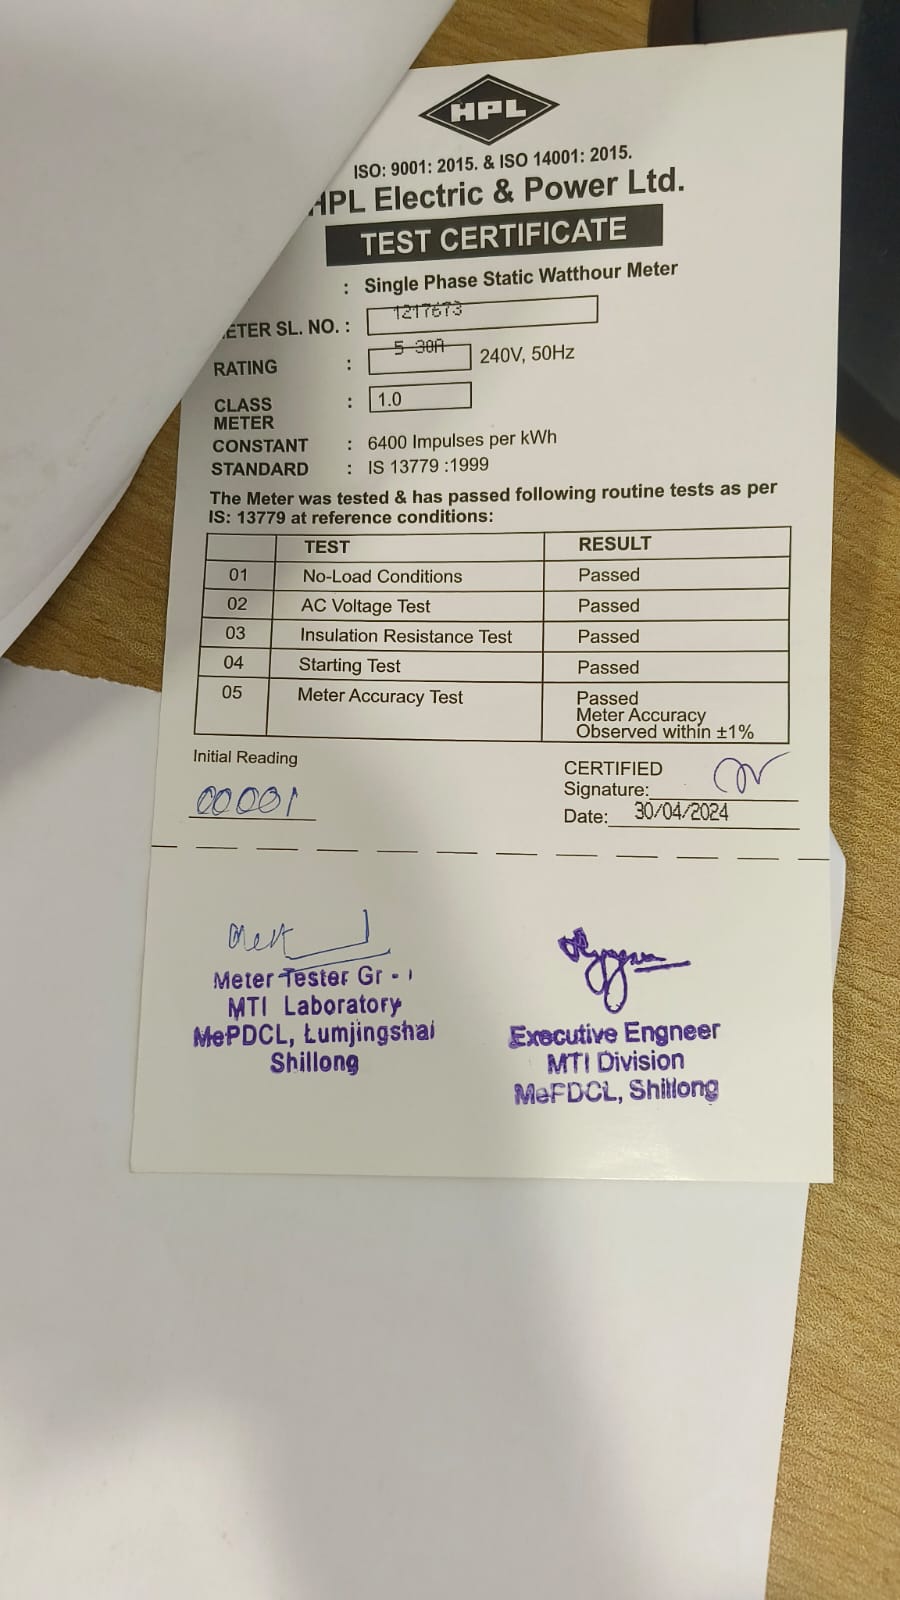 HPL
ISO: 9001: 2015. & ISO 14001: 2015.
HPL Electric & Power Ltd.
TEST CERTIFICATE
: Single Phase Static Watthour Meter
ETER SL. NO. : 1217673
RATING : 5-30A 240V, 50Hz
CLASS : 1.0
METER
CONSTANT : 6400 Impulses per kWh
STANDARD : IS 13779 :1999
The Meter was tested & has passed following routine tests as per
IS: 13779 at reference conditions:
TEST RESULT
01 No-Load Conditions Passed
02 AC Voltage Test Passed
03 Insulation Resistance Test Passed
04 Starting Test Passed
05 Meter Accuracy Test Passed
Meter Accuracy
Observed within ±1%
Initial Reading
00001
CERTIFIED
Signature:
Date: 30/04/2024
Meter Tester Gr - I
MTI Laboratory
MePDCL, Lumjingshai
Shillong
Executive Engneer
MTI Division
MePDCL, Shillong